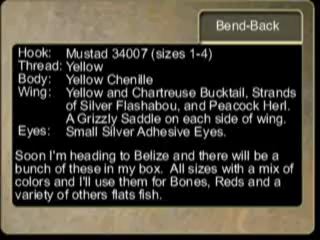 Bend-Back
Hook: Mustad 34007 (sizes 1-4)
Thread: Yellow
Body: Yellow Chenille
Wing: Yellow and Chartreuse Bucktail, Strands
of Silver Flashabou, and Peacock Herl.
A Grizzly Saddle on each side of wing.
Eyes: Small Silver Adhesive Eyes.
Soon I'm heading to Belize and there will be a
bunch of these in my box. All sizes with a mix of
colors and I'll use them for Bones, Reds and a
variety of others flats fish.